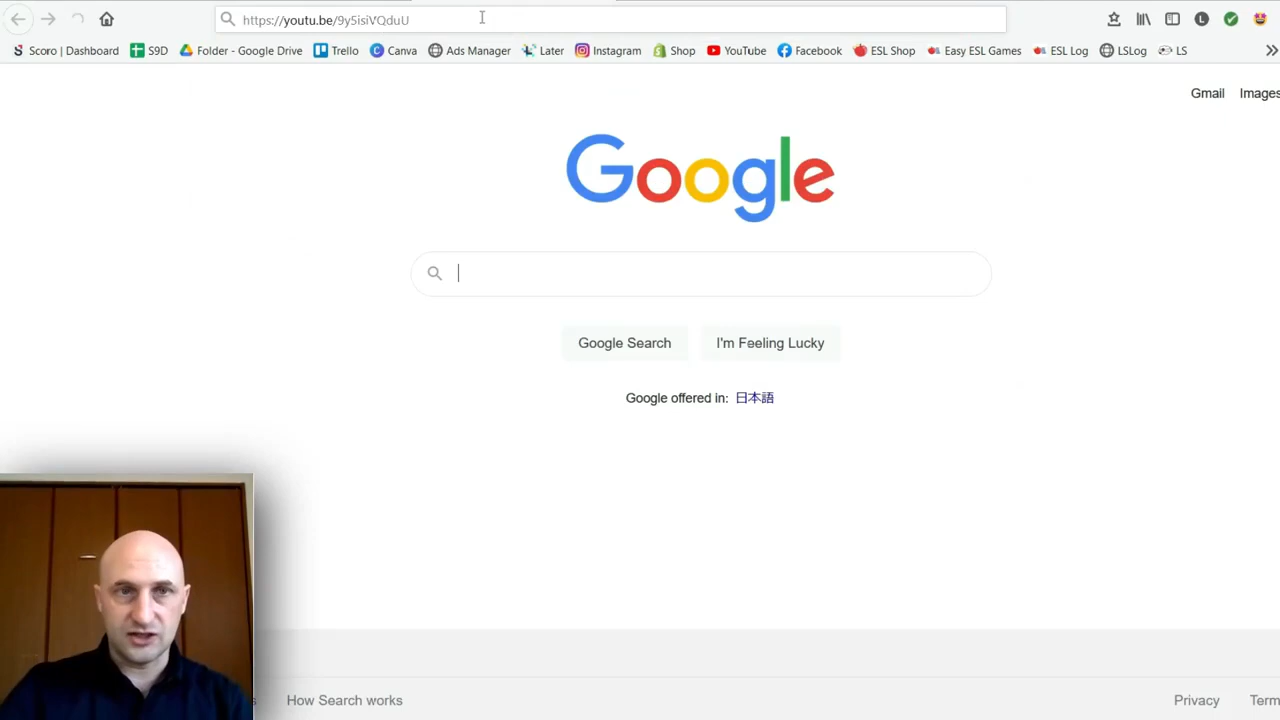 https://youtu.be/9y5isiVQduU
Scoro | Dashboard S9D Folder - Google Drive Trello Canva Ads Manager Later Instagram Shop YouTube Facebook ESL Shop Easy ESL Games ESL Log LSLog LS
Gmail Images
Google
Google Search I'm Feeling Lucky
Google offered in: 日本語
How Search works Privacy